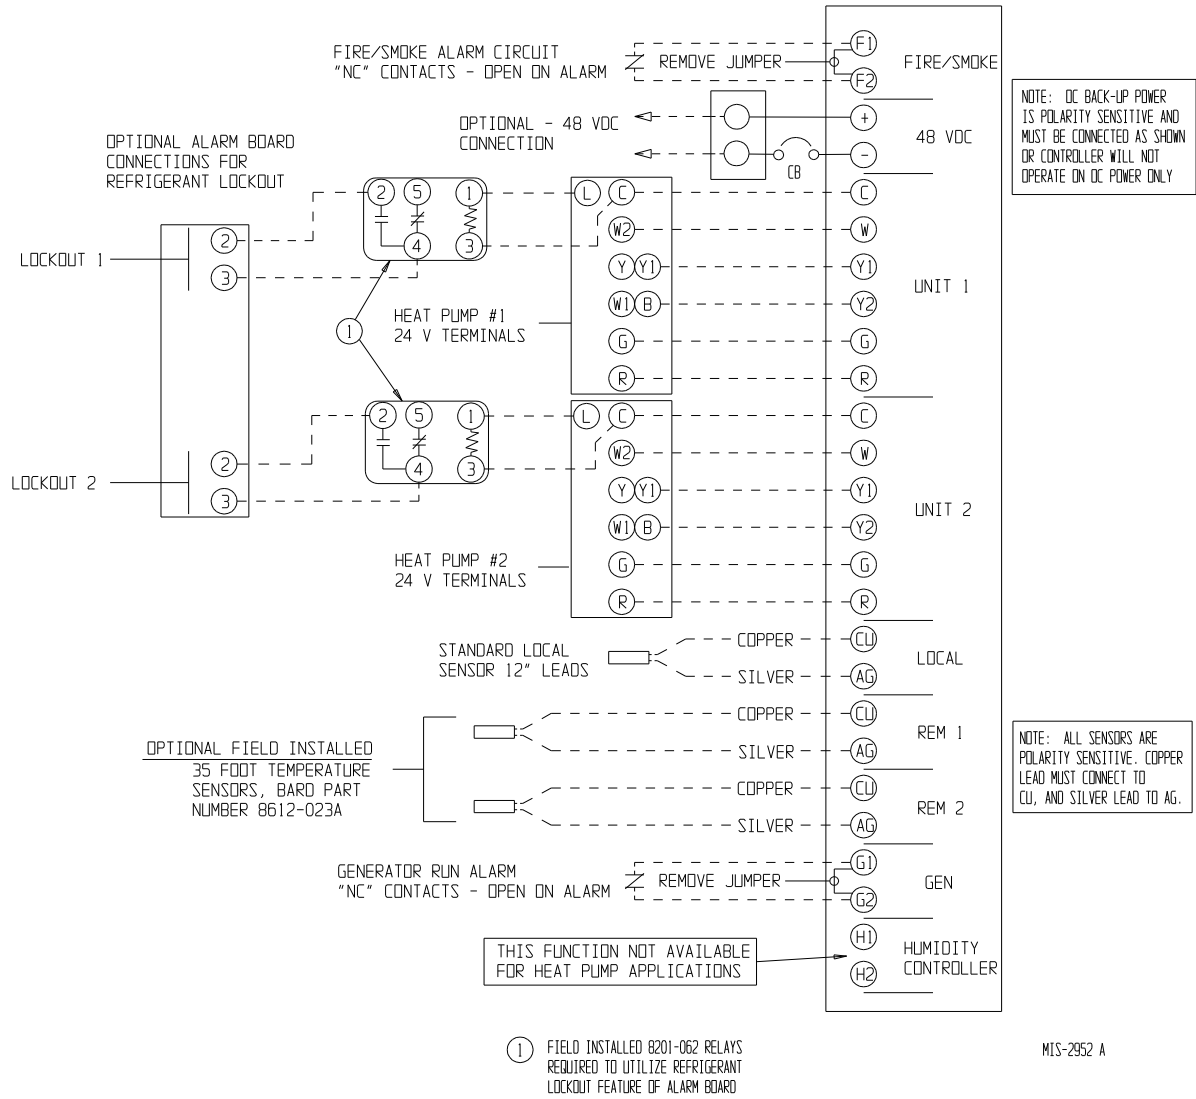 FIRE/SMOKE ALARM CIRCUIT
"NC" CONTACTS - OPEN ON ALARM
REMOVE JUMPER
F1
F2
FIRE/SMOKE
OPTIONAL - 48 VDC
CONNECTION
CB
+
-
48 VDC
NOTE: DC BACK-UP POWER
IS POLARITY SENSITIVE AND
MUST BE CONNECTED AS SHOWN
OR CONTROLLER WILL NOT
OPERATE ON DC POWER ONLY
OPTIONAL ALARM BOARD
CONNECTIONS FOR
REFRIGERANT LOCKOUT
LOCKOUT 1
2
3
2 5 1
4 3
1
HEAT PUMP #1
24 V TERMINALS
L C
W2
Y Y1
W1 B
G
R
C
W
Y1
Y2
G
R
UNIT 1
LOCKOUT 2
2
3
2 5 1
4 3
HEAT PUMP #2
24 V TERMINALS
L C
W2
Y Y1
W1 B
G
R
C
W
Y1
Y2
G
R
UNIT 2
STANDARD LOCAL
SENSOR 12" LEADS
COPPER
SILVER
CU
AG
LOCAL
OPTIONAL FIELD INSTALLED
35 FOOT TEMPERATURE
SENSORS, BARD PART
NUMBER 8612-023A
COPPER
SILVER
CU
AG
REM 1
COPPER
SILVER
CU
AG
REM 2
NOTE: ALL SENSORS ARE
POLARITY SENSITIVE. COPPER
LEAD MUST CONNECT TO
CU, AND SILVER LEAD TO AG.
GENERATOR RUN ALARM
"NC" CONTACTS - OPEN ON ALARM
REMOVE JUMPER
G1
G2
GEN
THIS FUNCTION NOT AVAILABLE
FOR HEAT PUMP APPLICATIONS
H1
H2
HUMIDITY
CONTROLLER
1 FIELD INSTALLED 8201-062 RELAYS
REQUIRED TO UTILIZE REFRIGERANT
LOCKOUT FEATURE OF ALARM BOARD
MIS-2952 A